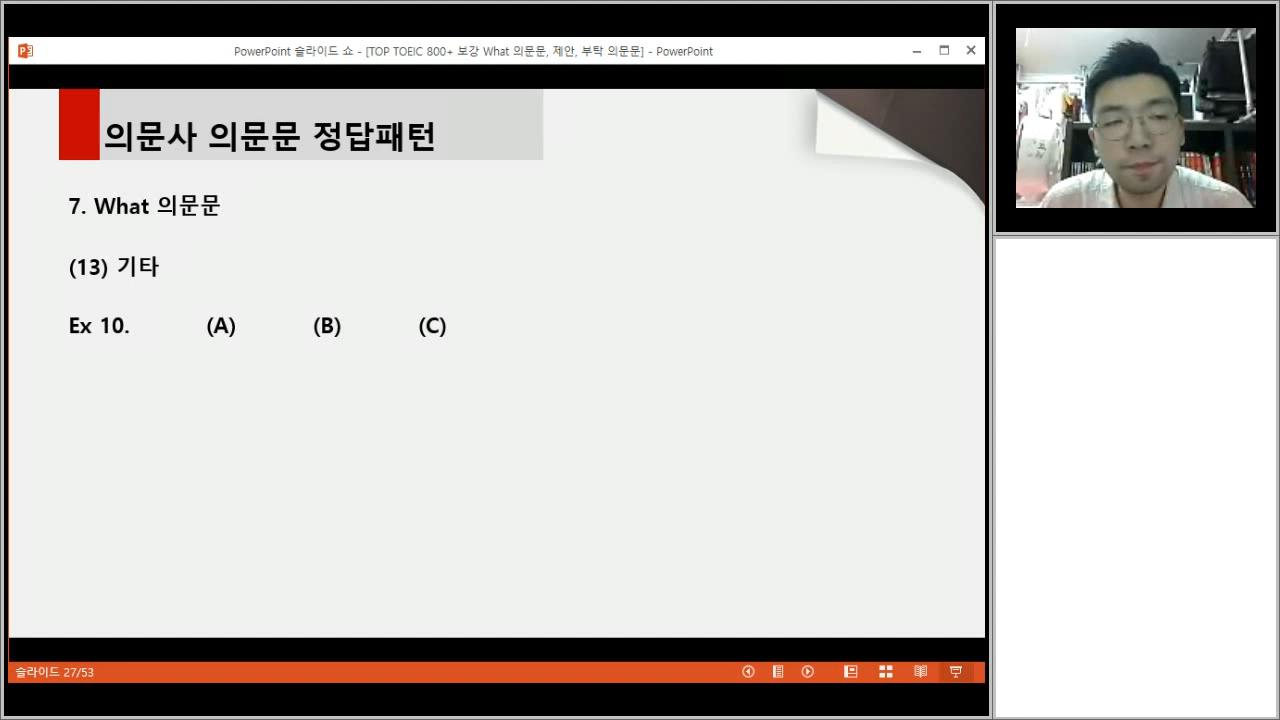 PowerPoint 슬라이드 쇼 - [TOP TOEIC 800+ 보강 What 의문문, 제안, 부탁 의문문] - PowerPoint
의문사 의문문 정답패턴
7. What 의문문
(13) 기타
Ex 10. (A) (B) (C)
슬라이드 27/53